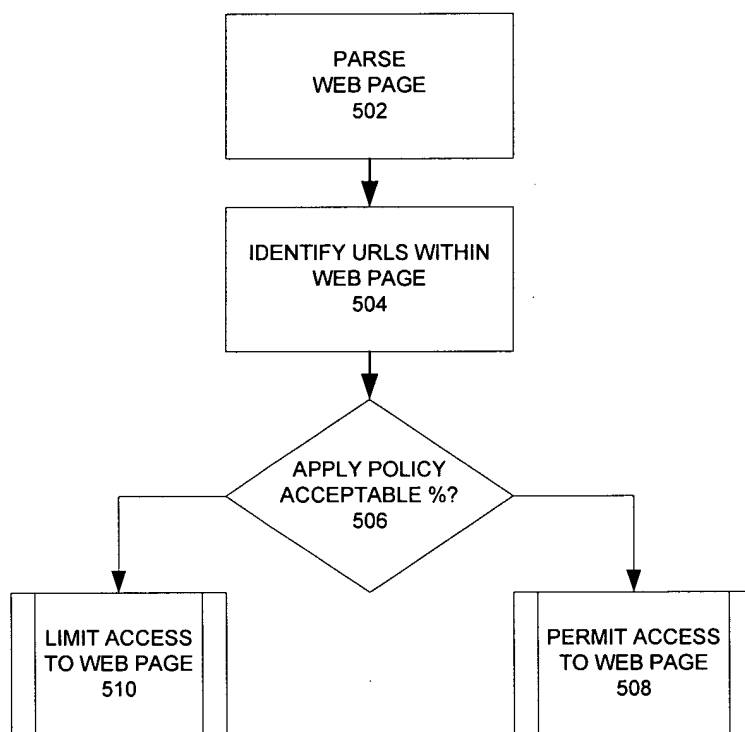 PARSE
WEB PAGE
502
IDENTIFY URLS WITHIN
WEB PAGE
504
APPLY POLICY
ACCEPTABLE %?
506
LIMIT ACCESS
TO WEB PAGE
510
PERMIT ACCESS
TO WEB PAGE
508